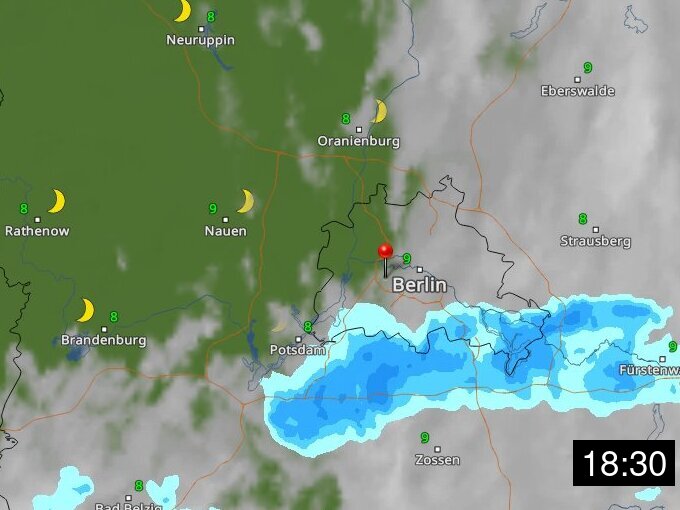 8
Neuruppin
9
Eberswalde
8
Oranienburg
8
Rathenow
9
Nauen
8
Strausberg
9
Berlin
8
Brandenburg
8
Potsdam
9
Fürstenwa
9
Zossen
18:30
8
Bad Belzig